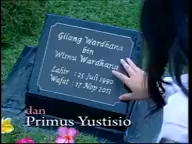 Gilang Wardhana
bin
Wisnu Wardhana
Lahir : 25 Juli 1990
Wafat : 17 Nop 2011
dan
Primus Yustisio